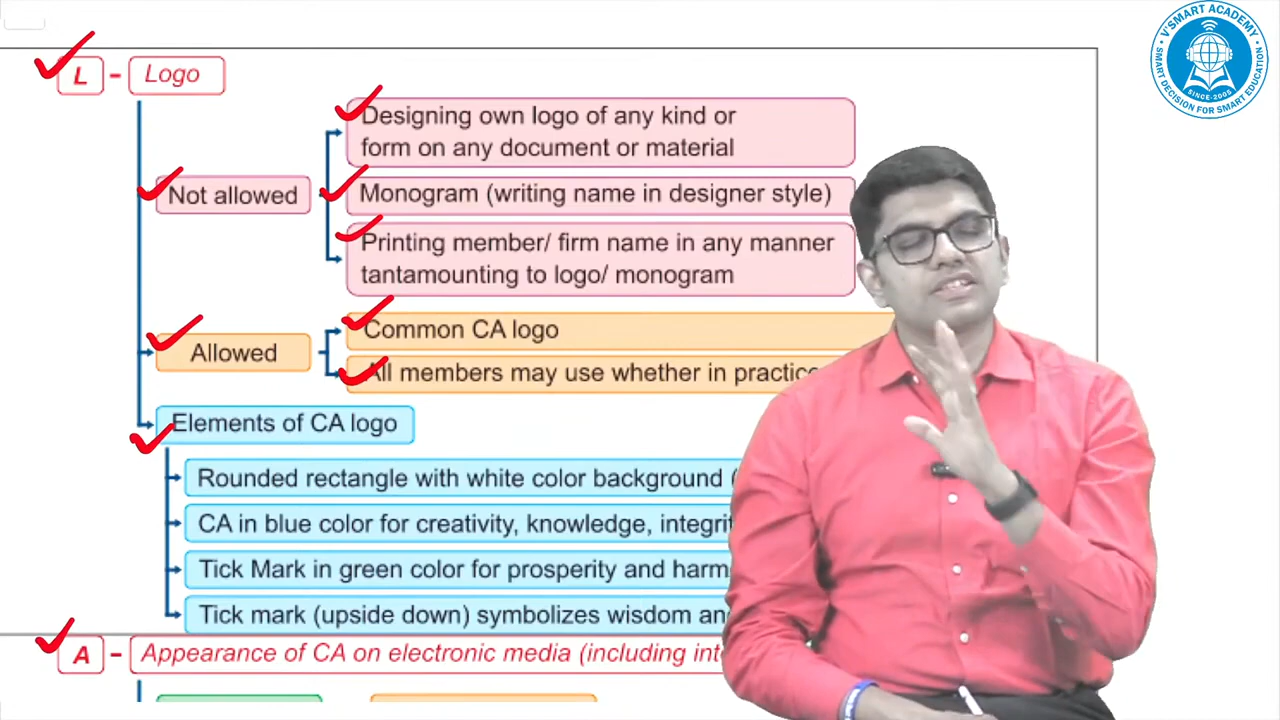 V'SMART ACADEMY
SMART DECISION FOR SMART EDUCATION
SINCE-2005
L - Logo
Not allowed
Designing own logo of any kind or
form on any document or material
Monogram (writing name in designer style)
Printing member/ firm name in any manner
tantamounting to logo/ monogram
Allowed
Common CA logo
All members may use whether in practice
Elements of CA logo
Rounded rectangle with white color background (
CA in blue color for creativity, knowledge,
Tick Mark in green color for prosperity and
Tick mark (upside down) symbolizes wisdom
A - Appearance of CA on electronic media (including